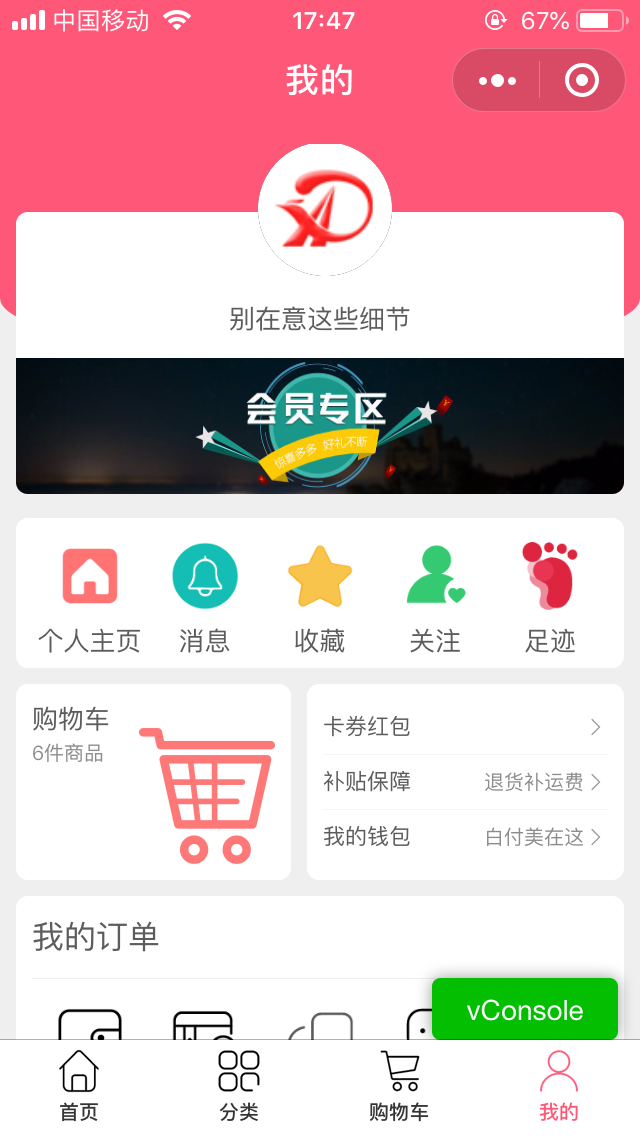 中国移动 17:47 67%
我的
别在意这些细节
会员专区
惊喜多多 好礼不断
个人主页 消息 收藏 关注 足迹
购物车
6件商品
卡券红包
补贴保障 退货补运费
我的钱包 白付美在这
我的订单
vConsole
首页 分类 购物车 我的